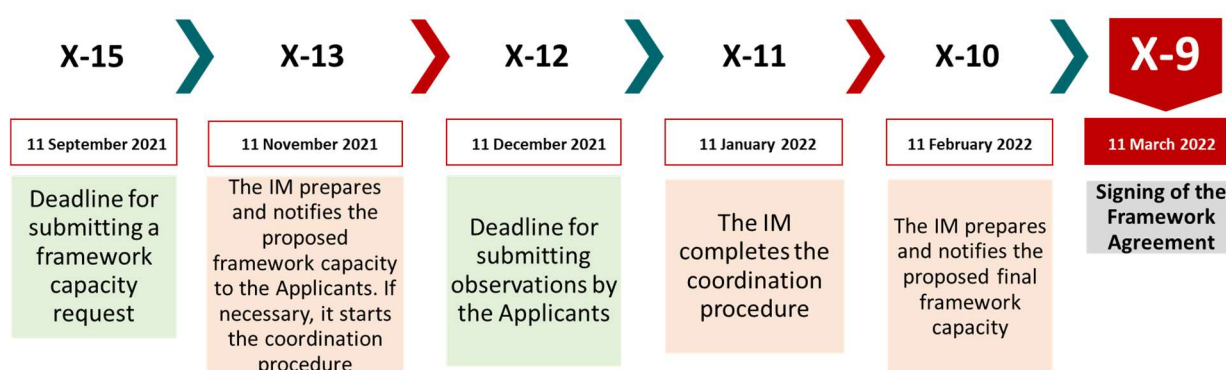 X-15
X-13
X-12
X-11
X-10
X-9
11 September 2021
11 November 2021
11 December 2021
11 January 2022
11 February 2022
11 March 2022
Deadline for
submitting a
framework
capacity
request
The IM prepares
and notifies the
proposed
framework capacity
to the Applicants. If
necessary, it starts
the coordination
procedure
Deadline for
submitting
observations by
the Applicants
The IM
completes the
coordination
procedure
The IM prepares
and notifies the
proposed final
framework
capacity
Signing of the
Framework
Agreement